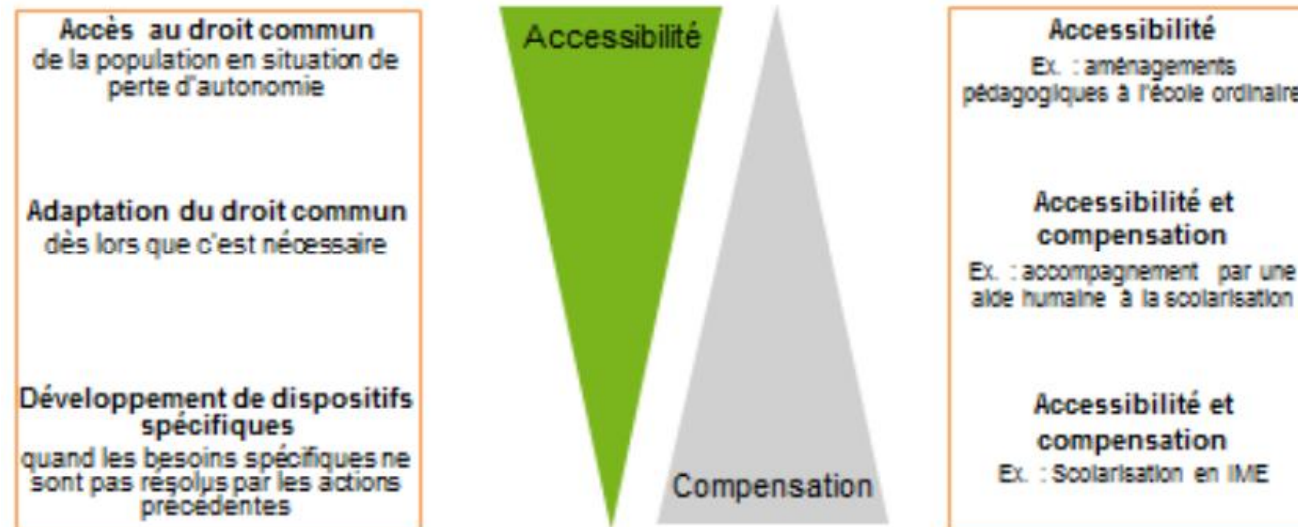 Accès au droit commun
de la population en situation de
perte d'autonomie
Adaptation du droit commun
dès lors que c'est nécessaire
Développement de dispositifs
spécifiques
quand les besoins spécifiques ne
sont pas résolus par les actions
précédentes
Accessibilité
Compensation
Accessibilité
Ex. : aménagements
pédagogiques à l'école ordinaire
Accessibilité et
compensation
Ex. : accompagnement par une
aide humaine à la scolarisation
Accessibilité et
compensation
Ex. : Scolarisation en IME